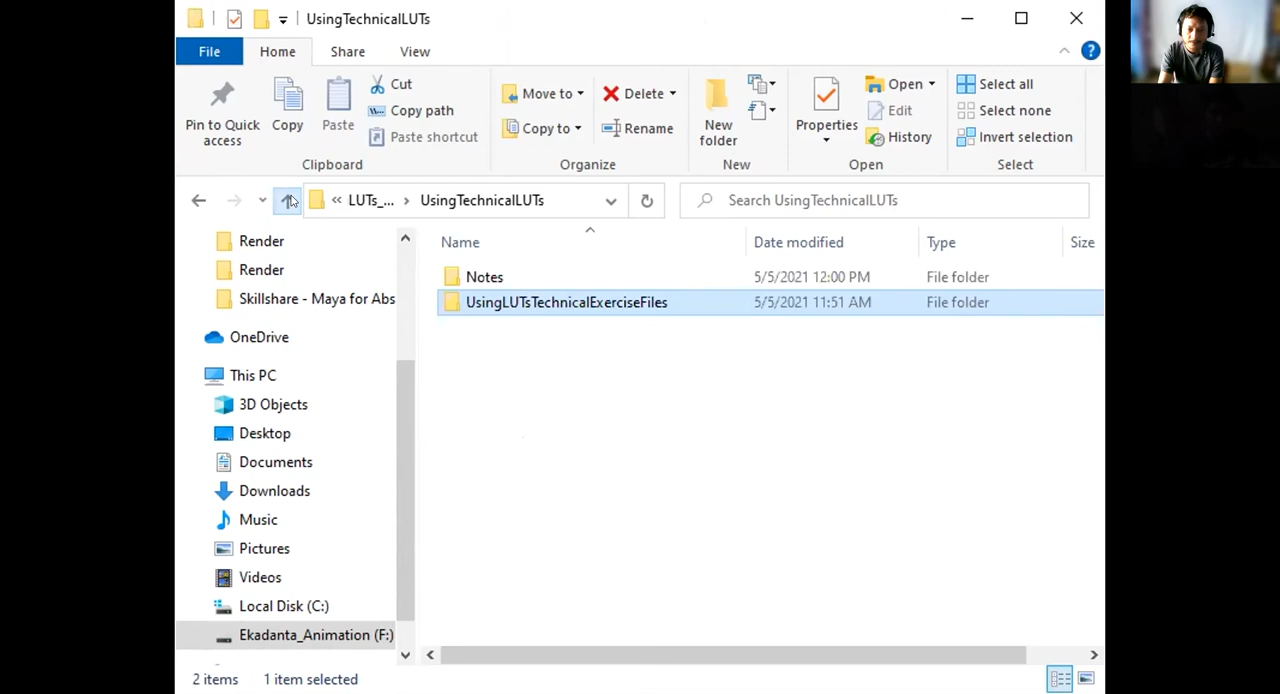 UsingTechnicalLUTs
File
Home
Share
View
Pin to Quick access
Copy
Paste
Cut
Copy path
Paste shortcut
Clipboard
Move to
Copy to
Delete
Rename
Organize
New folder
New
Properties
Open
Edit
History
Open
Select all
Select none
Invert selection
Select
« LUTs_... › UsingTechnicalLUTs
Search UsingTechnicalLUTs
Render
Render
Skillshare - Maya for Abs
OneDrive
This PC
3D Objects
Desktop
Documents
Downloads
Music
Pictures
Videos
Local Disk (C:)
Ekadanta_Animation (F:)
Name Date modified Type Size
Notes 5/5/2021 12:00 PM File folder
UsingLUTsTechnicalExerciseFiles 5/5/2021 11:51 AM File folder
2 items 1 item selected